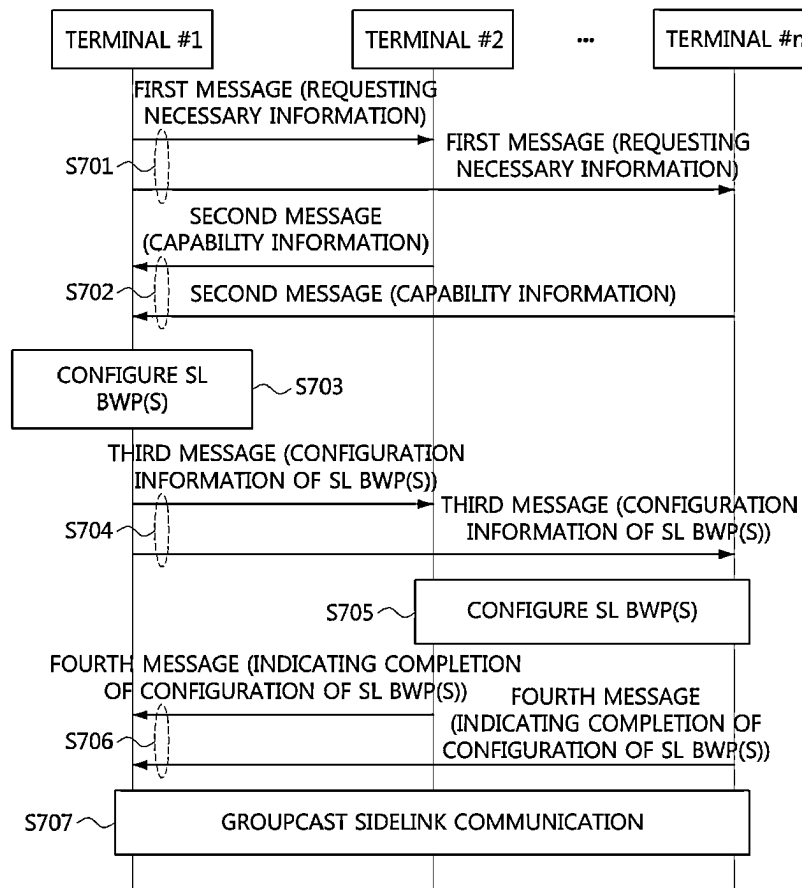 TERMINAL #1
TERMINAL #2
...
TERMINAL #n
FIRST MESSAGE (REQUESTING
NECESSARY INFORMATION)
FIRST MESSAGE (REQUESTING
NECESSARY INFORMATION)
S701
SECOND MESSAGE
(CAPABILITY INFORMATION)
S702
SECOND MESSAGE (CAPABILITY INFORMATION)
CONFIGURE SL
BWP(S)
S703
THIRD MESSAGE (CONFIGURATION
INFORMATION OF SL BWP(S))
THIRD MESSAGE (CONFIGURATION
INFORMATION OF SL BWP(S))
S704
S705
CONFIGURE SL BWP(S)
FOURTH MESSAGE (INDICATING COMPLETION
OF CONFIGURATION OF SL BWP(S))
FOURTH MESSAGE
(INDICATING COMPLETION OF
CONFIGURATION OF SL BWP(S))
S706
S707
GROUPCAST SIDELINK COMMUNICATION